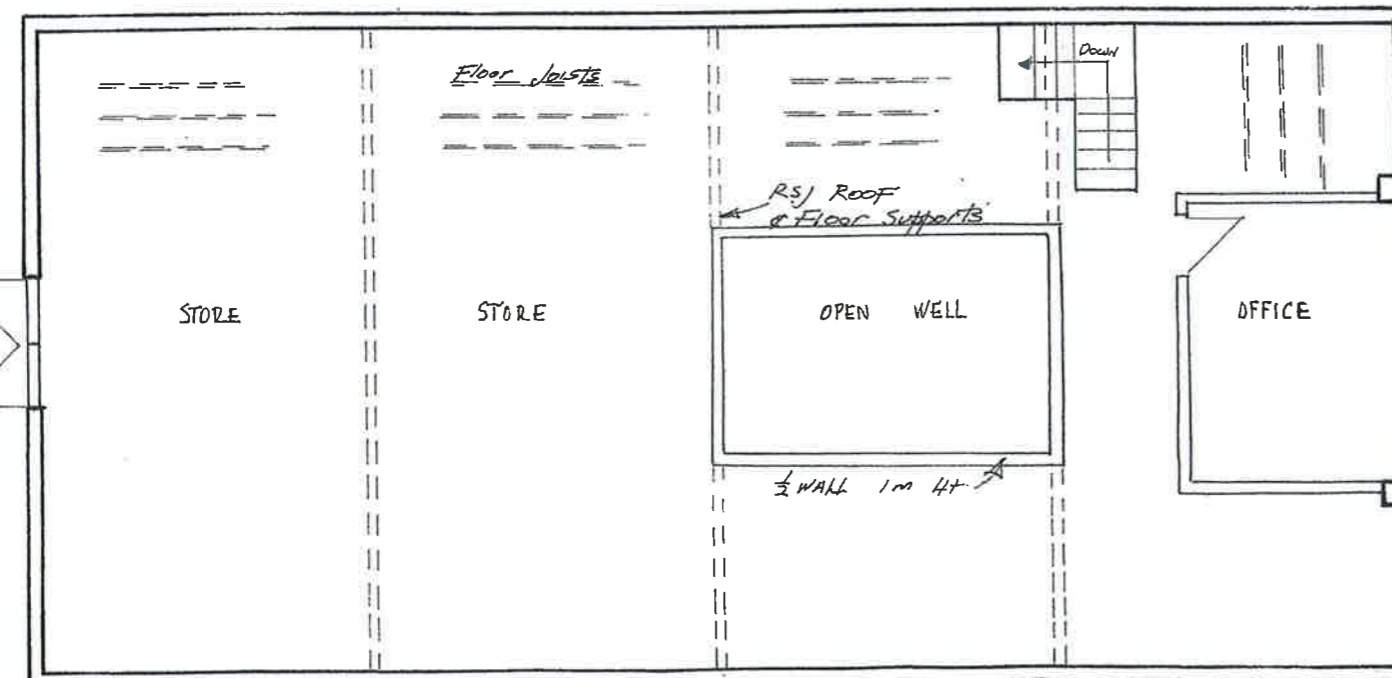 Floor Joists
DOWN
RSJ ROOF
& Floor Supports
STORE
STORE
OPEN WELL
OFFICE
½ WALL 1m Ht